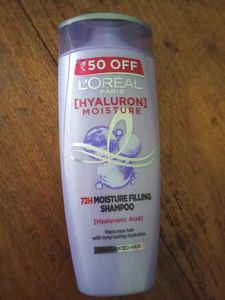 ₹50 OFF
L'ORÉAL
PARIS
[HYALURON]
MOISTURE
72H MOISTURE FILLING
SHAMPOO
[Hyaluronic Acid]
Replumps hair
with long-lasting hydration
HAIR